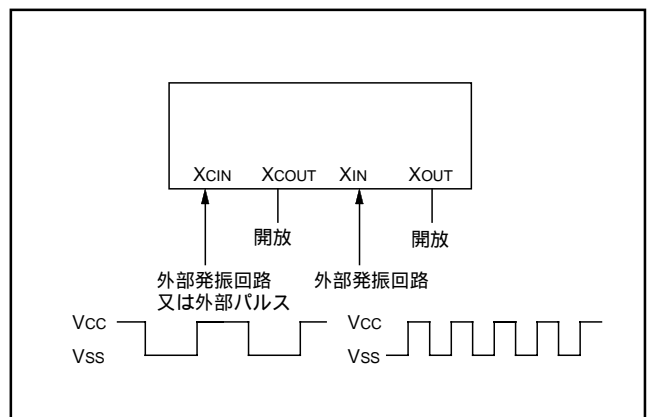 XCIN XCOUT XIN XOUT
開放 開放
外部発振回路 外部発振回路
又は外部パルス
VCC VCC
VSS VSS